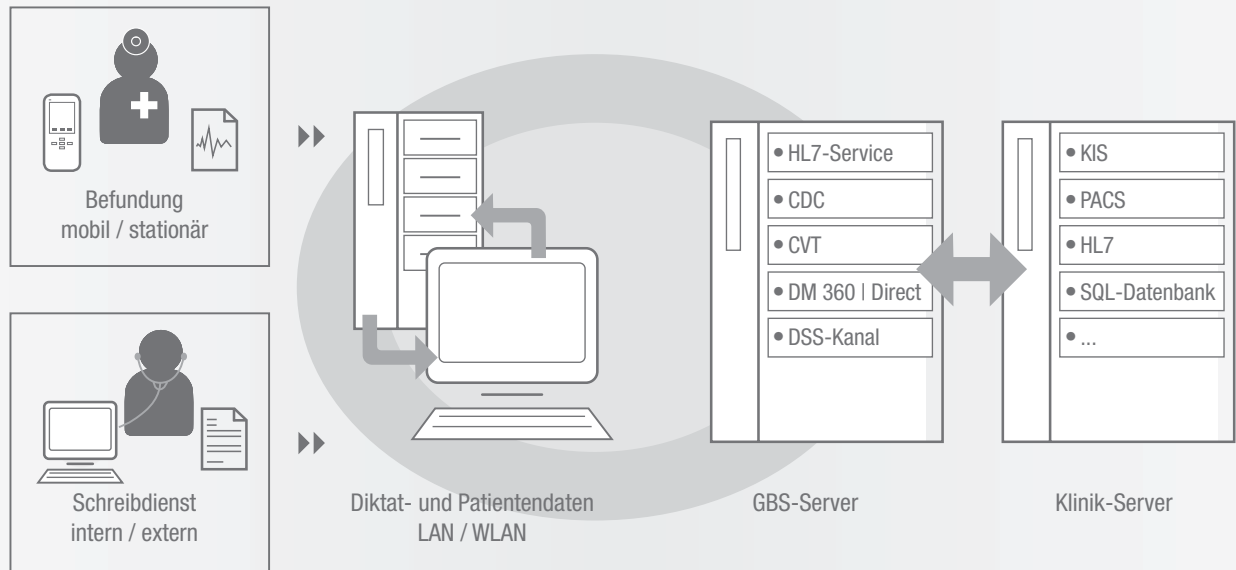 Befundung
mobil / stationär
Schreibdienst
intern / extern
Diktat- und Patientendaten
LAN / WLAN
• HL7-Service
• CDC
• CVT
• DM 360 | Direct
• DSS-Kanal
GBS-Server
• KIS
• PACS
• HL7
• SQL-Datenbank
• ...
Klinik-Server